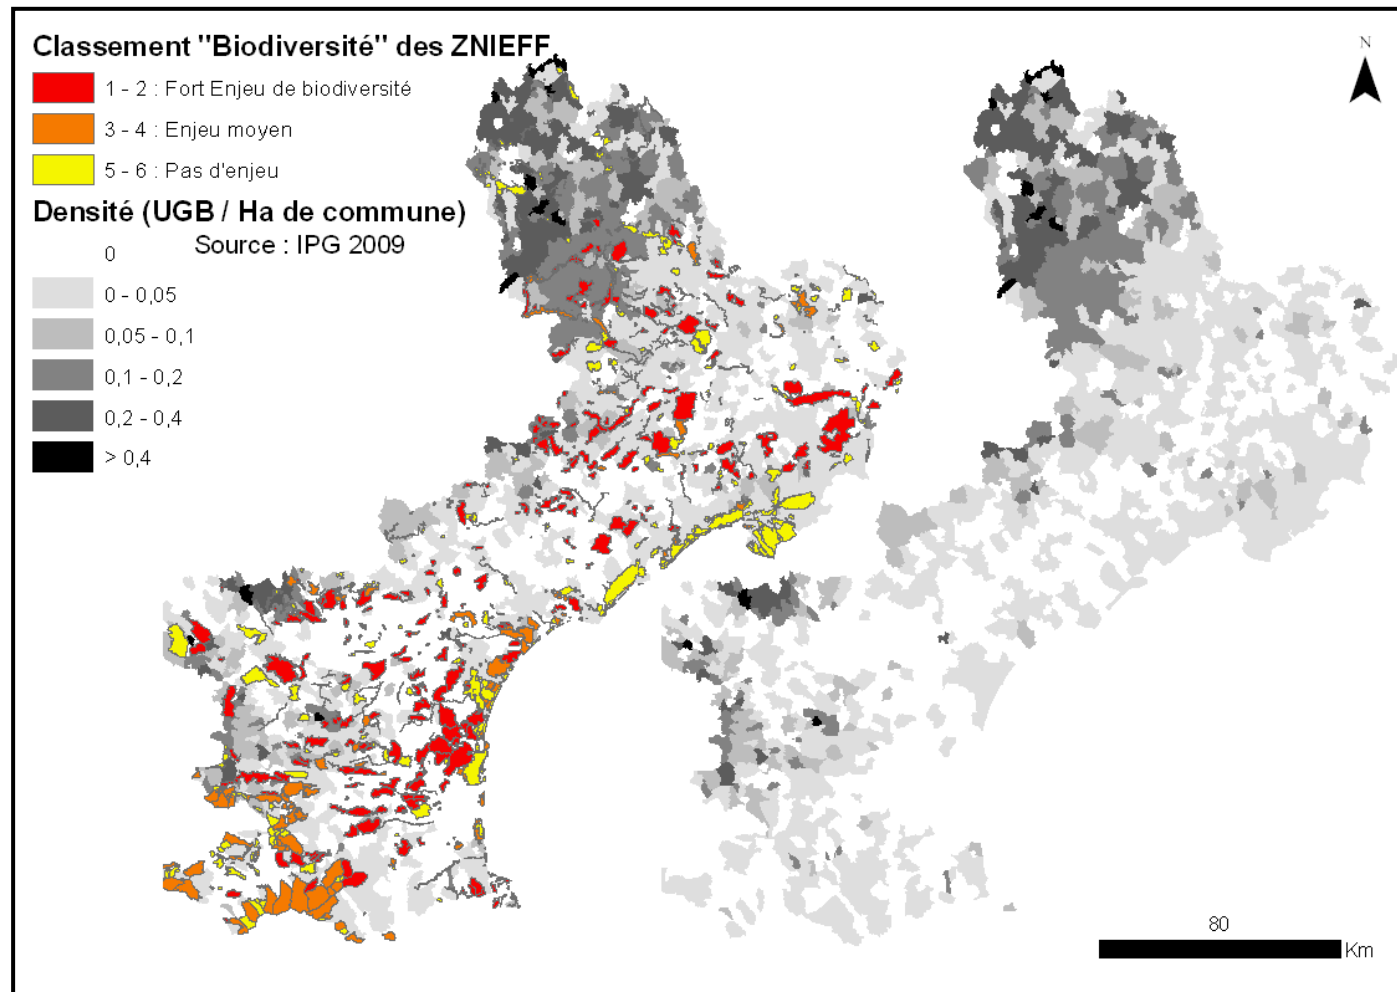 Classement "Biodiversité" des ZNIEFF
1 - 2 : Fort Enjeu de biodiversité
3 - 4 : Enjeu moyen
5 - 6 : Pas d'enjeu
Densité (UGB / Ha de commune)
Source : IPG 2009
0
0 - 0,05
0,05 - 0,1
0,1 - 0,2
0,2 - 0,4
> 0,4
N
80
Km